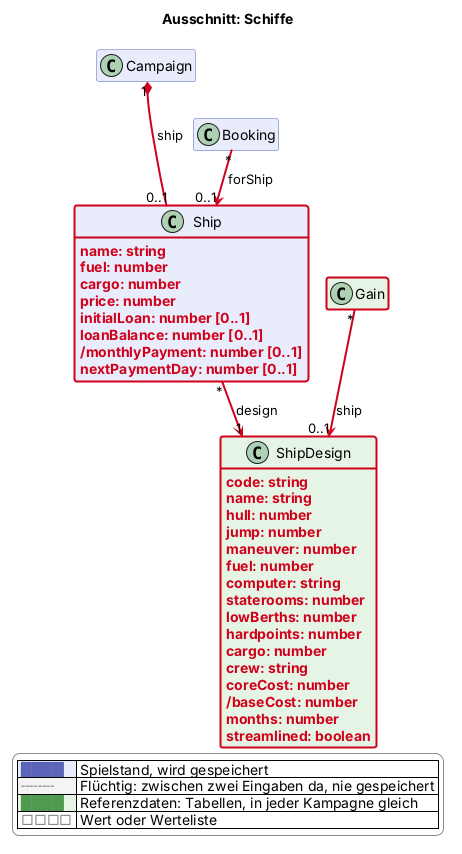 Ausschnitt: Schiffe
C Campaign
1
ship
C Booking
*
forShip
0..1
0..1
C Ship
name: string
fuel: number
cargo: number
price: number
initialLoan: number [0..1]
loanBalance: number [0..1]
/monthlyPayment: number [0..1]
nextPaymentDay: number [0..1]
C Gain
*
*
design
ship
1
0..1
C ShipDesign
code: string
name: string
hull: number
jump: number
maneuver: number
fuel: number
computer: string
staterooms: number
lowBerths: number
hardpoints: number
cargo: number
crew: string
coreCost: number
/baseCost: number
months: number
streamlined: boolean
Spielstand, wird gespeichert
Flüchtig: zwischen zwei Eingaben da, nie gespeichert
Referenzdaten: Tabellen, in jeder Kampagne gleich
Wert oder Werteliste